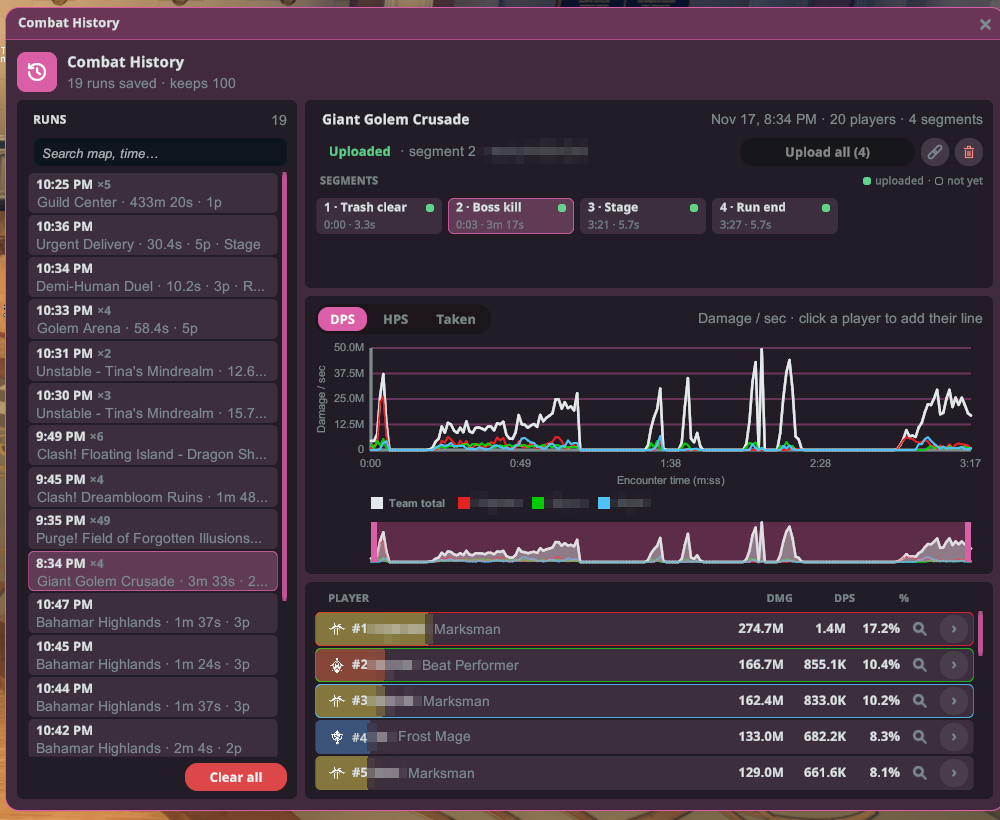 Combat History
Combat History
19 runs saved · keeps 100
RUNS 19
Search map, time...
10:25 PM ×5
Guild Center · 433m 20s · 1p
10:36 PM
Urgent Delivery · 30.4s · 5p · Stage
10:34 PM
Demi-Human Duel · 10.2s · 3p · R...
10:33 PM ×4
Golem Arena · 58.4s · 5p
10:31 PM ×2
Unstable - Tina's Mindrealm · 12.6...
10:30 PM ×3
Unstable - Tina's Mindrealm · 15.7...
9:49 PM ×6
Clash! Floating Island - Dragon Sh...
9:45 PM ×4
Clash! Dreambloom Ruins · 1m 48...
9:35 PM ×49
Purge! Field of Forgotten Illusions...
8:34 PM ×4
Giant Golem Crusade · 3m 33s · 2...
10:47 PM
Bahamar Highlands · 1m 37s · 3p
10:45 PM
Bahamar Highlands · 1m 24s · 3p
10:44 PM
Bahamar Highlands · 1m 37s · 3p
10:42 PM
Bahamar Highlands · 2m 4s · 2p
Clear all
Giant Golem Crusade Nov 17, 8:34 PM · 20 players · 4 segments
Uploaded · segment 2 Upload all (4)
SEGMENTS uploaded · not yet
1 · Trash clear
0:00 · 3.3s
2 · Boss kill
0:03 · 3m 17s
3 · Stage
3:21 · 5.7s
4 · Run end
3:27 · 5.7s
DPS HPS Taken Damage / sec · click a player to add their line
Damage / sec
50.0M
37.5M
25.0M
12.5M
0
0:00 0:49 1:38 2:28 3:17
Encounter time (m:ss)
Team total
PLAYER DMG DPS %
#1 Marksman 274.7M 1.4M 17.2%
#2 Beat Performer 166.7M 855.1K 10.4%
#3 Marksman 162.4M 833.0K 10.2%
#4 Frost Mage 133.0M 682.2K 8.3%
#5 Marksman 129.0M 661.6K 8.1%